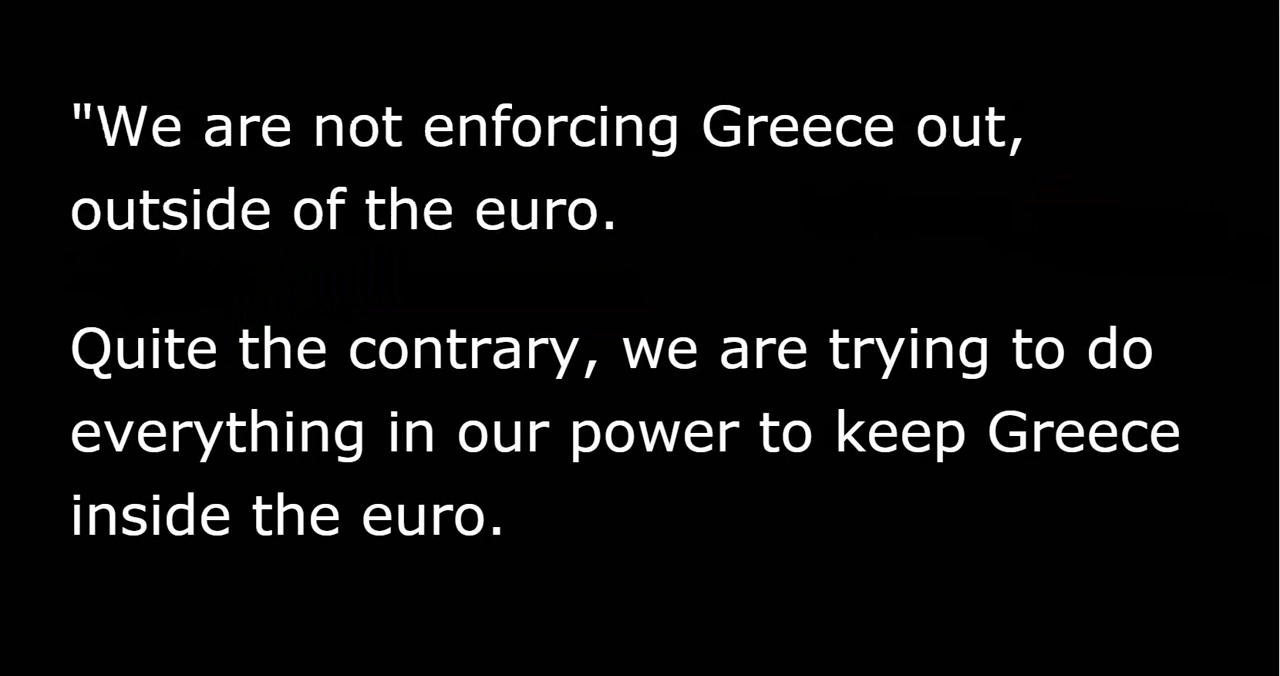 "We are not enforcing Greece out,
outside of the euro.
Quite the contrary, we are trying to do
everything in our power to keep Greece
inside the euro.